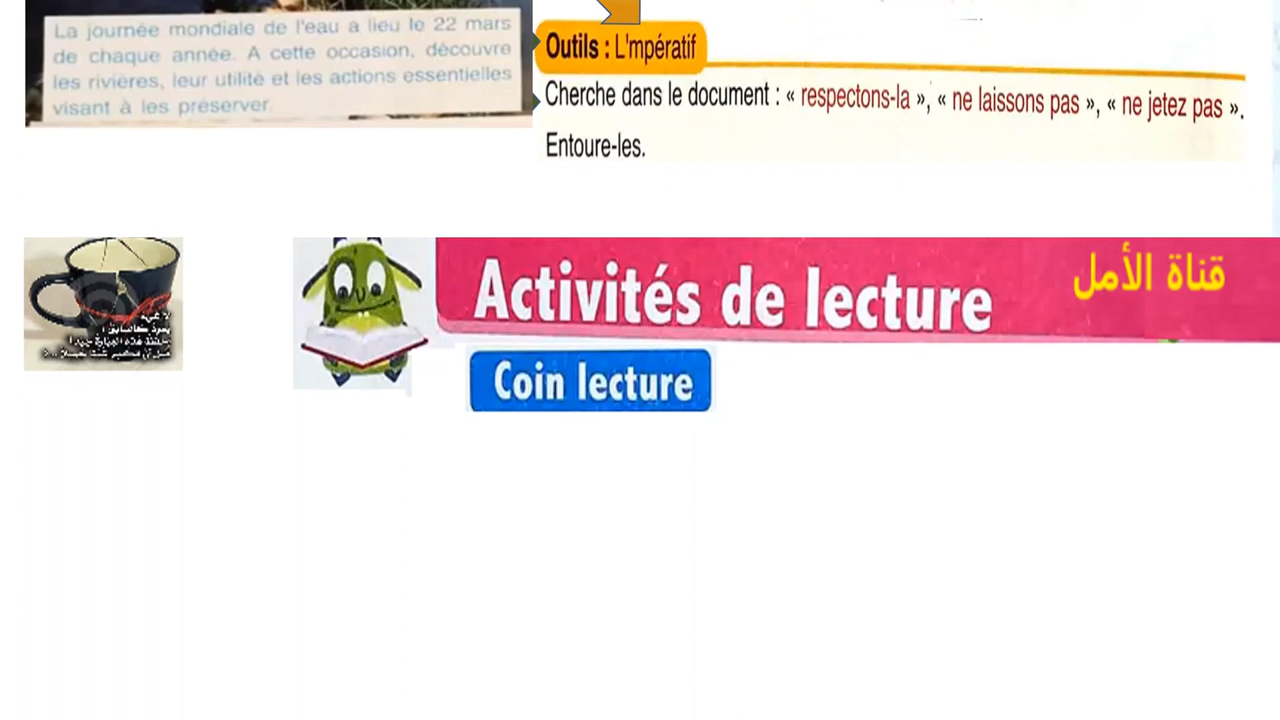 La journée mondiale de l'eau a lieu le 22 mars
de chaque année. A cette occasion, découvre
les rivières, leur utilité et les actions essentielles
visant à les préserver.
Outils : L'mpératif
Cherche dans le document : « respectons-la », « ne laissons pas », « ne jetez pas ».
Entoure-les.
قناة الأمل
Activités de lecture
Coin lecture